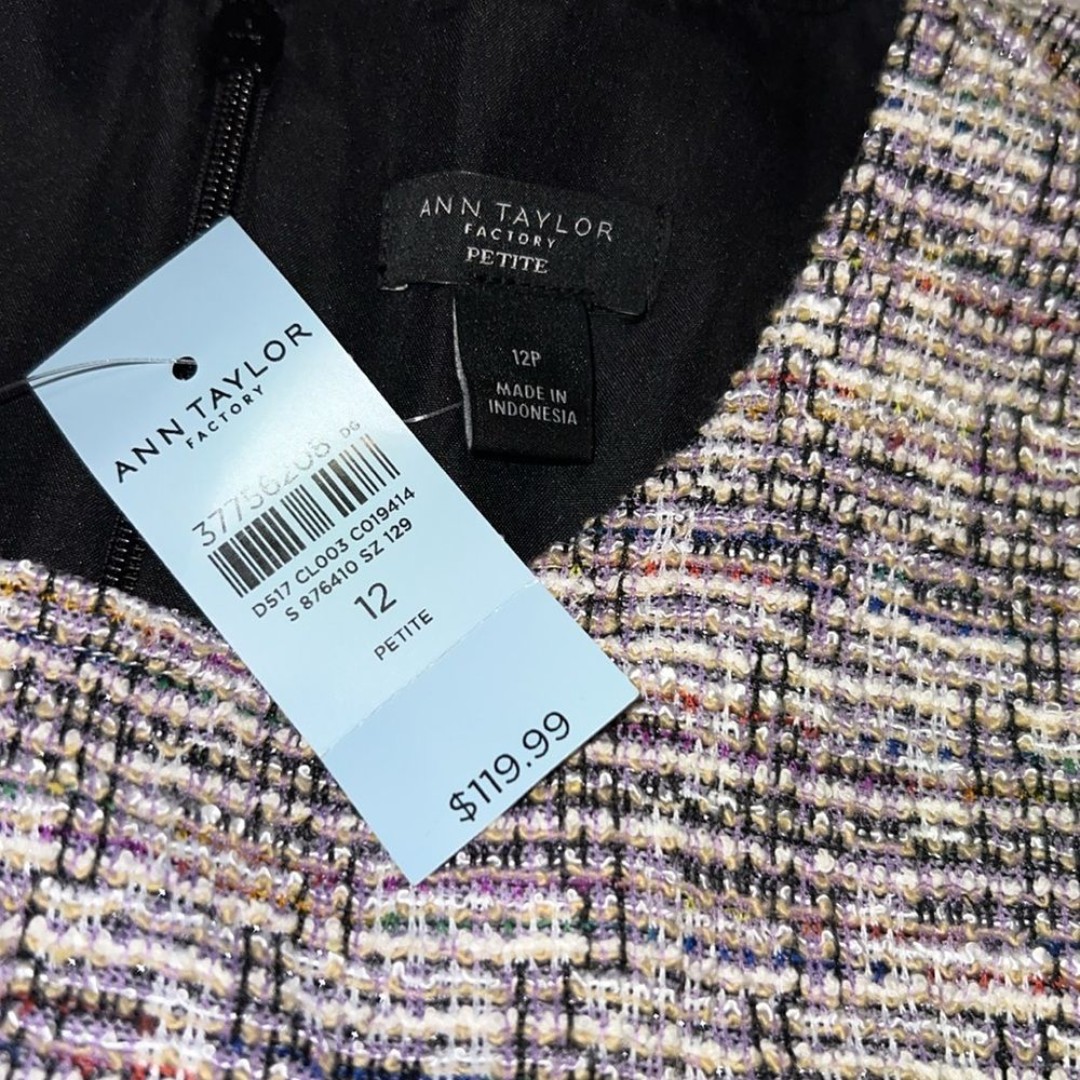 ANN TAYLOR
FACTORY
PETITE
12P
MADE IN
INDONESIA
ANN TAYLOR
FACTORY
37756208 DG
D517 CL003 C019414
S 876410 SZ 129
12
PETITE
$119.99